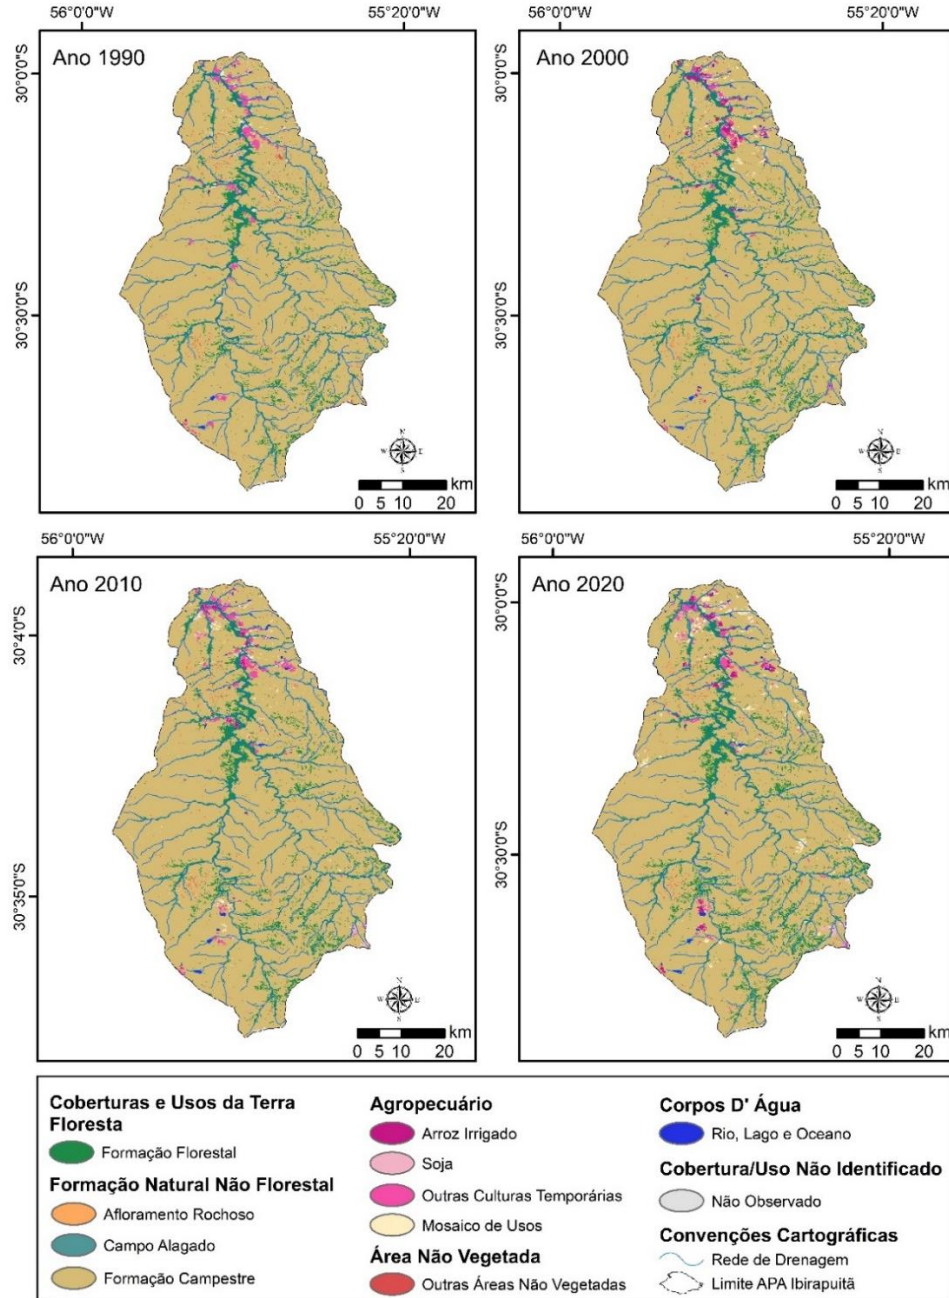 56°0'0"W 55°20'0"W
Ano 1990
30°0'0"S
30°30'0"S
N
W E
S
km
0 5 10 20
56°0'0"W 55°20'0"W
Ano 2000
30°0'0"S
30°30'0"S
N
W E
S
km
0 5 10 20
56°0'0"W 55°20'0"W
Ano 2010
30°4'0"S
30°35'0"S
N
W E
S
km
0 5 10 20
56°0'0"W 55°20'0"W
Ano 2020
30°0'0"S
30°30'0"S
N
W E
S
km
0 5 10 20
Coberturas e Usos da Terra
Floresta
Formação Florestal
Formação Natural Não Florestal
Afloramento Rochoso
Campo Alagado
Formação Campestre
Agropecuário
Arroz Irrigado
Soja
Outras Culturas Temporárias
Mosaico de Usos
Área Não Vegetada
Outras Áreas Não Vegetadas
Corpos D' Água
Rio, Lago e Oceano
Cobertura/Uso Não Identificado
Não Observado
Convenções Cartográficas
Rede de Drenagem
Limite APA Ibirapuitã